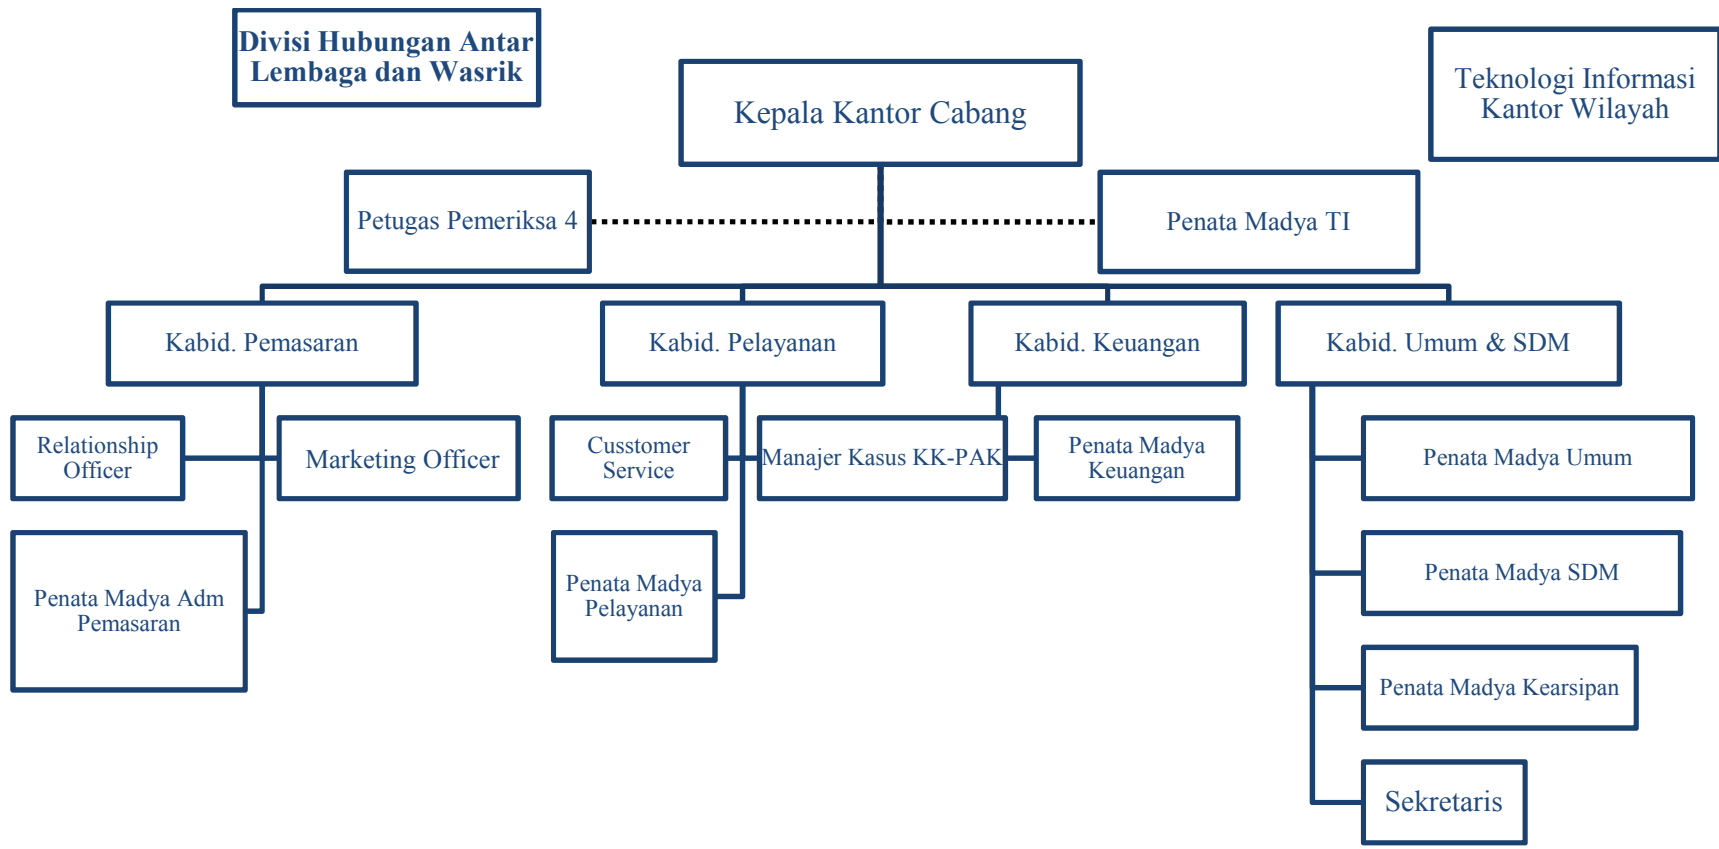 Divisi Hubungan Antar
Lembaga dan Wasrik
Kepala Kantor Cabang
Teknologi Informasi
Kantor Wilayah
Petugas Pemeriksa 4
Penata Madya TI
Kabid. Pemasaran
Kabid. Pelayanan
Kabid. Keuangan
Kabid. Umum & SDM
Relationship
Officer
Marketing Officer
Cusstomer
Service
Manajer Kasus KK-PAK
Penata Madya
Keuangan
Penata Madya Umum
Penata Madya Adm
Pemasaran
Penata Madya
Pelayanan
Penata Madya SDM
Penata Madya Kearsipan
Sekretaris